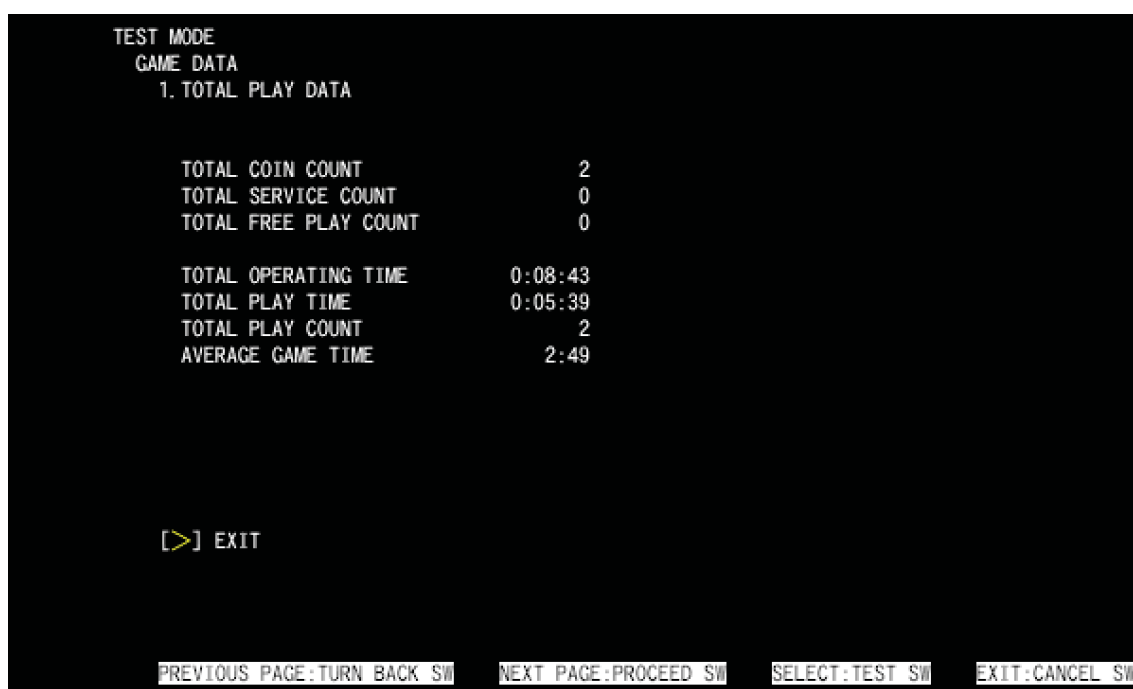 TEST MODE
GAME DATA
1. TOTAL PLAY DATA
TOTAL COIN COUNT 2
TOTAL SERVICE COUNT 0
TOTAL FREE PLAY COUNT 0
TOTAL OPERATING TIME 0:08:43
TOTAL PLAY TIME 0:05:39
TOTAL PLAY COUNT 2
AVERAGE GAME TIME 2:49
[>] EXIT
PREVIOUS PAGE:TURN BACK SW NEXT PAGE:PROCEED SW SELECT:TEST SW EXIT:CANCEL SW